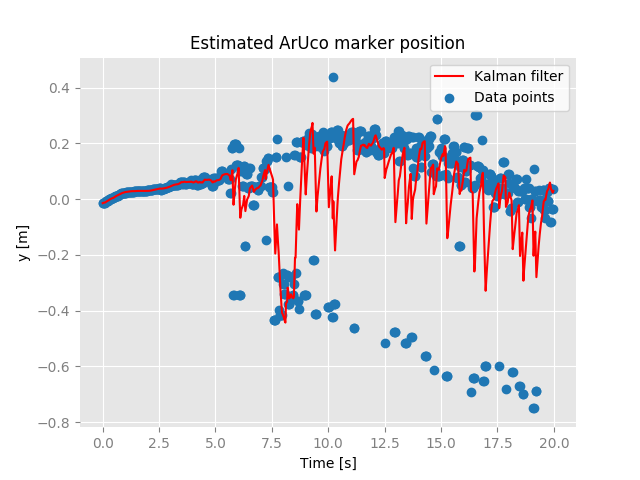 Estimated ArUco marker position
Kalman filter
Data points
0.4
0.2
0.0
−0.2
−0.4
−0.6
−0.8
y [m]
0.0 2.5 5.0 7.5 10.0 12.5 15.0 17.5 20.0
Time [s]